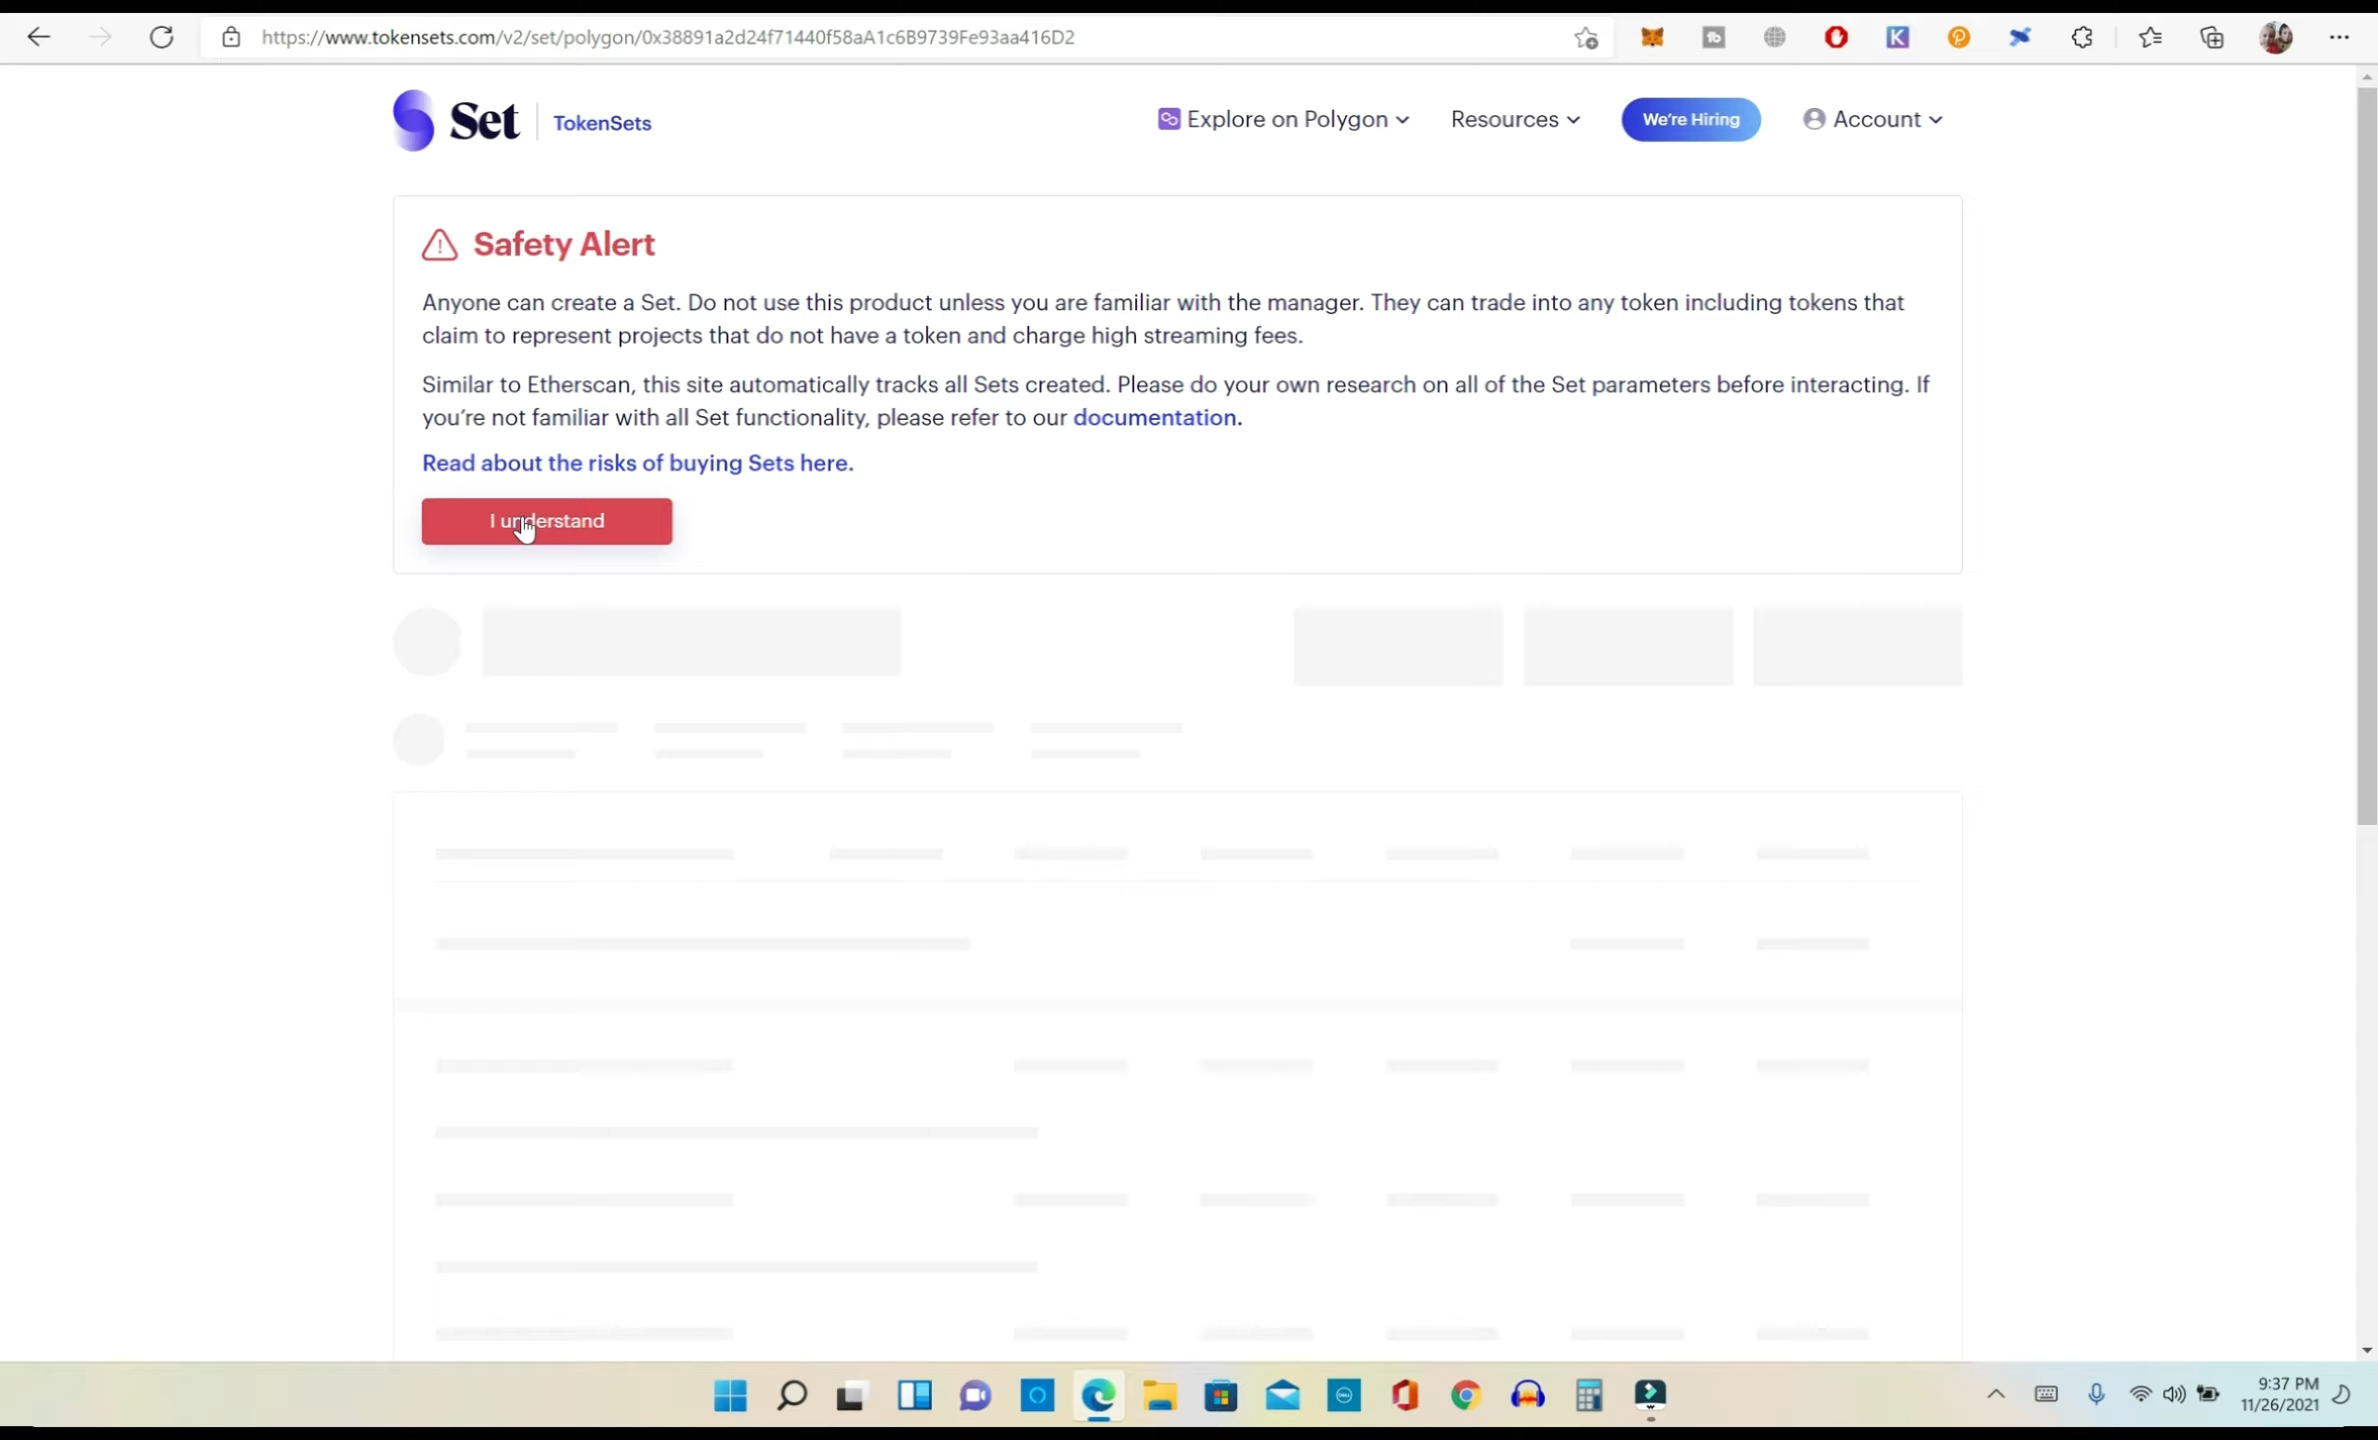 https://www.tokensets.com/v2/set/polygon/0x38891a2d24f71440f58aA1c6B9739Fe93aa416D2
Set TokenSets Explore on Polygon Resources We're Hiring Account
Safety Alert
Anyone can create a Set. Do not use this product unless you are familiar with the manager. They can trade into any token including tokens that
claim to represent projects that do not have a token and charge high streaming fees.
Similar to Etherscan, this site automatically tracks all Sets created. Please do your own research on all of the Set parameters before interacting. If
you're not familiar with all Set functionality, please refer to our documentation.
Read about the risks of buying Sets here.
I understand
9:37 PM
11/26/2021